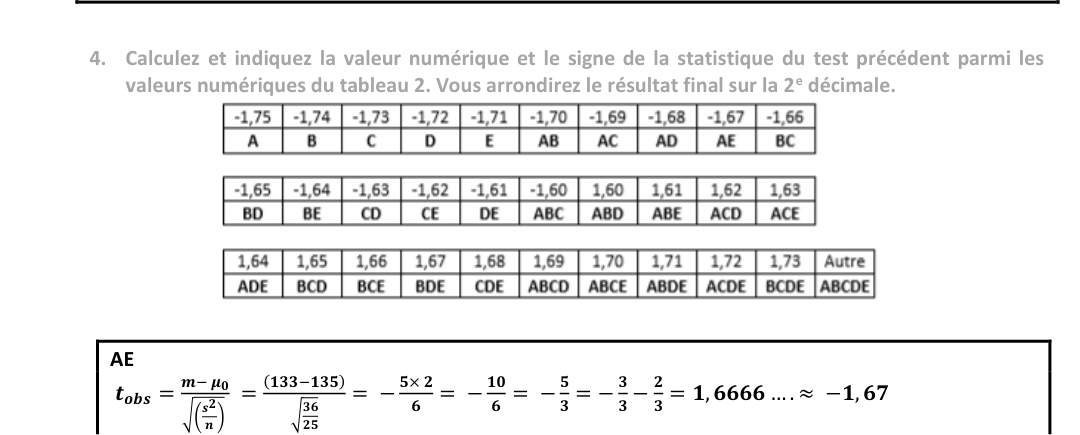 4. Calculez et indiquez la valeur numérique et le signe de la statistique du test précédent parmi les
valeurs numériques du tableau 2. Vous arrondirez le résultat final sur la 2e décimale.
-1,75 -1,74 -1,73 -1,72 -1,71 -1,70 -1,69 -1,68 -1,67 -1,66
A B C D E AB AC AD AE BC
-1,65 -1,64 -1,63 -1,62 -1,61 -1,60 1,60 1,61 1,62 1,63
BD BE CD CE DE ABC ABD ABE ACD ACE
1,64 1,65 1,66 1,67 1,68 1,69 1,70 1,71 1,72 1,73 Autre
ADE BCD BCE BDE CDE ABCD ABCE ABDE ACDE BCDE ABCDE
AE
t_obs = (m− μ₀)/√(s²/n) = (133−135)/√(36/25) = − (5× 2)/6 = − 10/6 = − 5/3 = − 3/3 − 2/3 = 1,6666 .... ≈ −1,67